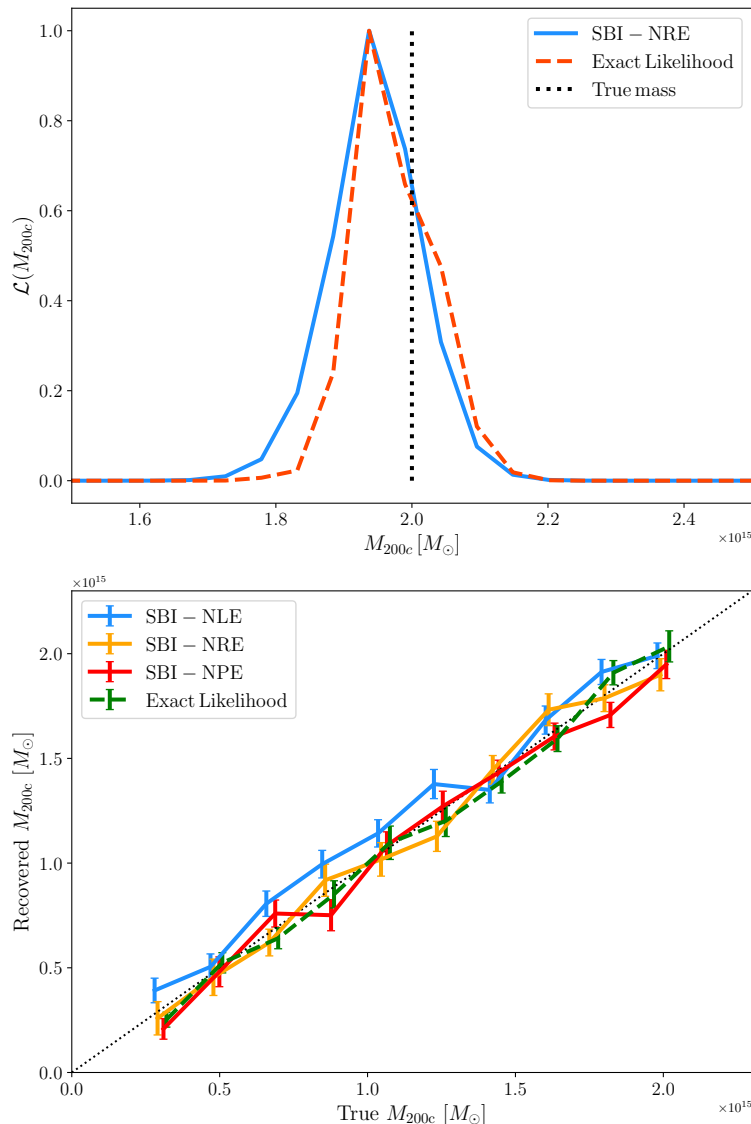 SBI − NRE
Exact Likelihood
True mass
1.0
0.8
0.6
0.4
0.2
0.0
ℒ(M₂₀₀c)
1.6
1.8
2.0
2.2
2.4
×10¹⁵
M₂₀₀c [M⊙]
×10¹⁵
SBI − NLE
SBI − NRE
SBI − NPE
Exact Likelihood
2.0
1.5
1.0
0.5
0.0
Recovered M₂₀₀c [M⊙]
0.0
0.5
1.0
1.5
2.0
×10¹⁵
True M₂₀₀c [M⊙]